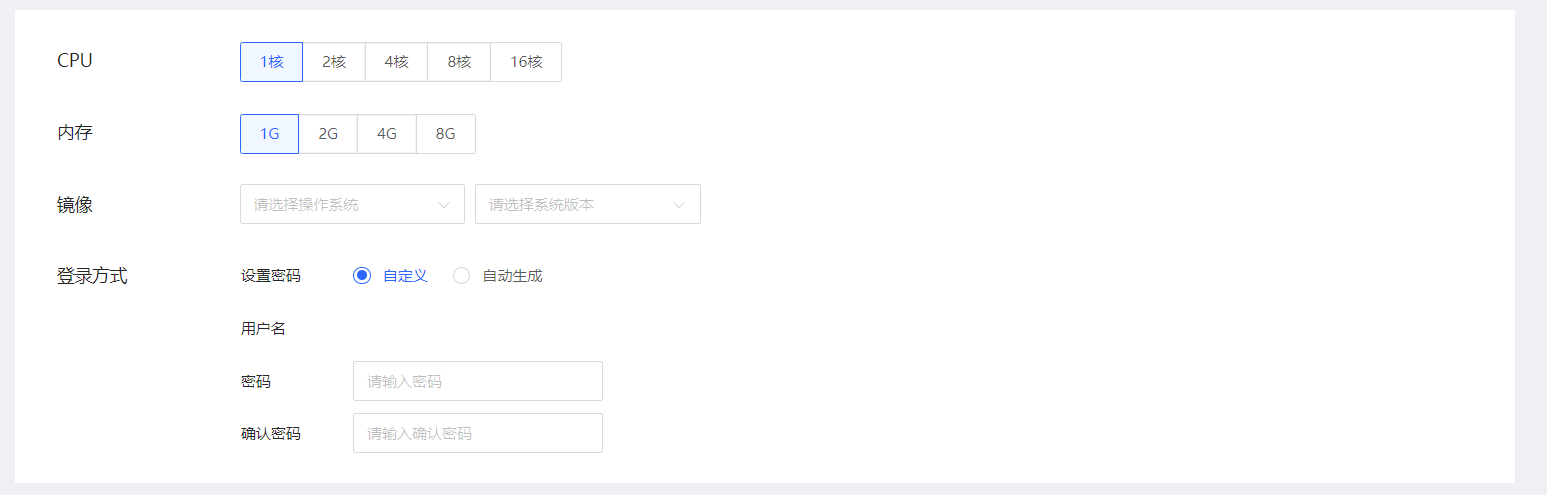 CPU 1核 2核 4核 8核 16核
内存 1G 2G 4G 8G
镜像 请选择操作系统 请选择系统版本
登录方式 设置密码 自定义 自动生成
用户名
密码 请输入密码
确认密码 请输入确认密码